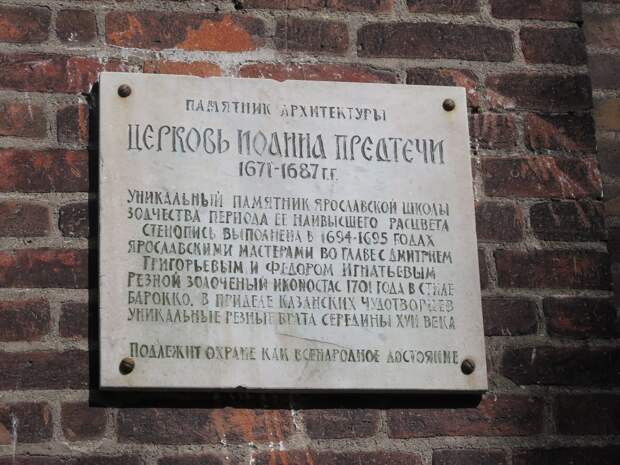 ПАМЯТНИК АРХИТЕКТУРЫ
ЦЕРКОВЬ ИОАННА ПРЕДТЕЧИ
1671-1687 Г.Г.
УНИКАЛЬНЫЙ ПАМЯТНИК ЯРОСЛАВСКОЙ ШКОЛЫ
ЗОДЧЕСТВА ПЕРИОДА ЕЕ НАИВЫСШЕГО РАСЦВЕТА
СТЕНОПИСЬ ВЫПОЛНЕНА В 1694-1695 ГОДАХ
ЯРОСЛАВСКИМИ МАСТЕРАМИ ВО ГЛАВЕ С ДМИТРИЕМ
ГРИГОРЬЕВЫМ И ФЕДОРОМ ИГНАТЬЕВЫМ
РЕЗНОЙ ЗОЛОЧЕНЫЙ ИКОНОСТАС 1701 ГОДА В СТИЛЕ
БАРОККО. В ПРИДЕЛЕ КАЗАНСКИХ ЧУДОТВОРЦЕВ
УНИКАЛЬНЫЕ РЕЗНЫЕ ВРАТА СЕРЕДИНЫ XVII ВЕКА
ПОДЛЕЖИТ ОХРАНЕ КАК ВСЕНАРОДНОЕ ДОСТОЯНИЕ